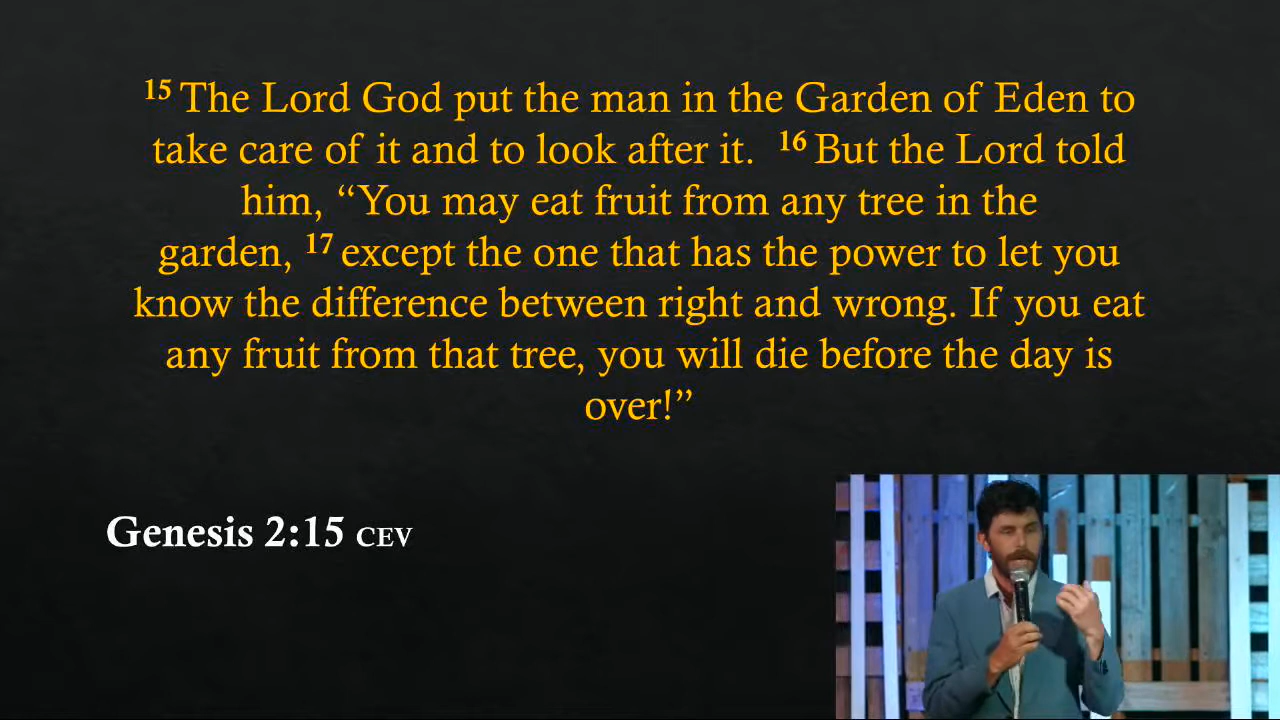 15 The Lord God put the man in the Garden of Eden to
take care of it and to look after it. 16 But the Lord told
him, “You may eat fruit from any tree in the
garden, 17 except the one that has the power to let you
know the difference between right and wrong. If you eat
any fruit from that tree, you will die before the day is
over!”
Genesis 2:15 CEV